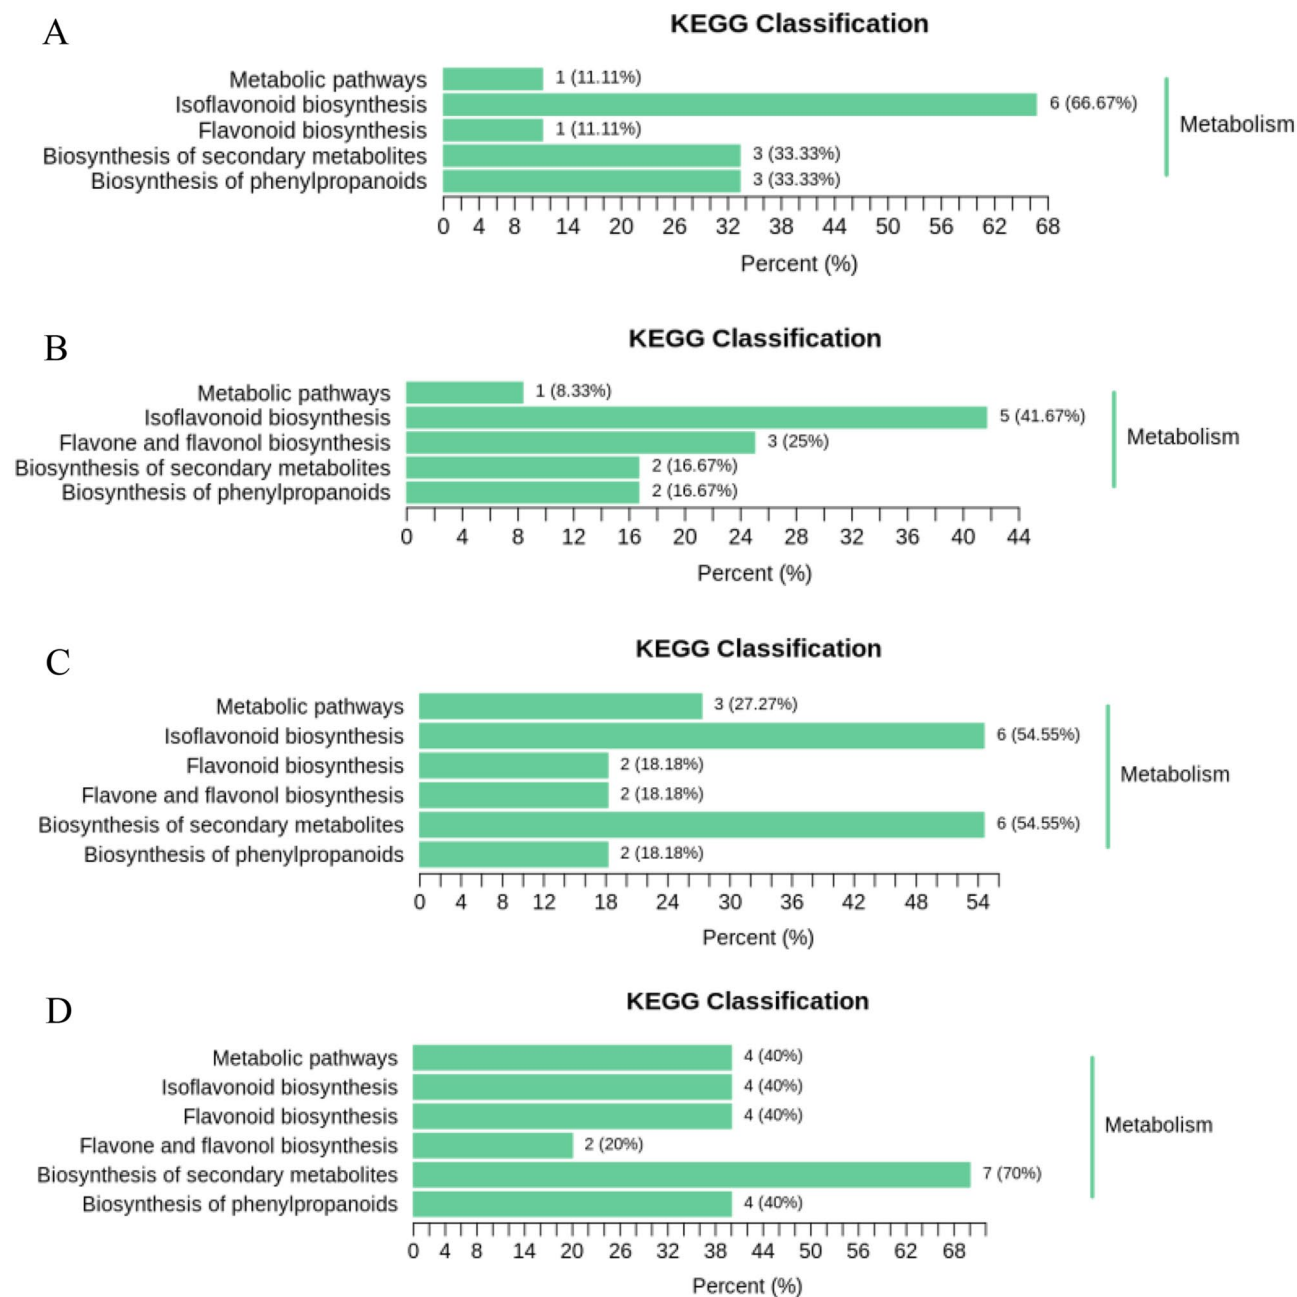 A
KEGG Classification
Metabolic pathways 1 (11.11%)
Isoflavonoid biosynthesis 6 (66.67%)
Flavonoid biosynthesis 1 (11.11%)
Metabolism
Biosynthesis of secondary metabolites 3 (33.33%)
Biosynthesis of phenylpropanoids 3 (33.33%)
0 4 8 14 20 26 32 38 44 50 56 62 68
Percent (%)
B
KEGG Classification
Metabolic pathways 1 (8.33%)
Isoflavonoid biosynthesis 5 (41.67%)
Flavone and flavonol biosynthesis 3 (25%)
Metabolism
Biosynthesis of secondary metabolites 2 (16.67%)
Biosynthesis of phenylpropanoids 2 (16.67%)
0 4 8 12 16 20 24 28 32 36 40 44
Percent (%)
C
KEGG Classification
Metabolic pathways 3 (27.27%)
Isoflavonoid biosynthesis 6 (54.55%)
Flavonoid biosynthesis 2 (18.18%)
Metabolism
Flavone and flavonol biosynthesis 2 (18.18%)
Biosynthesis of secondary metabolites 6 (54.55%)
Biosynthesis of phenylpropanoids 2 (18.18%)
0 4 8 12 18 24 30 36 42 48 54
Percent (%)
D
KEGG Classification
Metabolic pathways 4 (40%)
Isoflavonoid biosynthesis 4 (40%)
Flavonoid biosynthesis 4 (40%)
Metabolism
Flavone and flavonol biosynthesis 2 (20%)
Biosynthesis of secondary metabolites 7 (70%)
Biosynthesis of phenylpropanoids 4 (40%)
0 4 8 14 20 26 32 38 44 50 56 62 68
Percent (%)